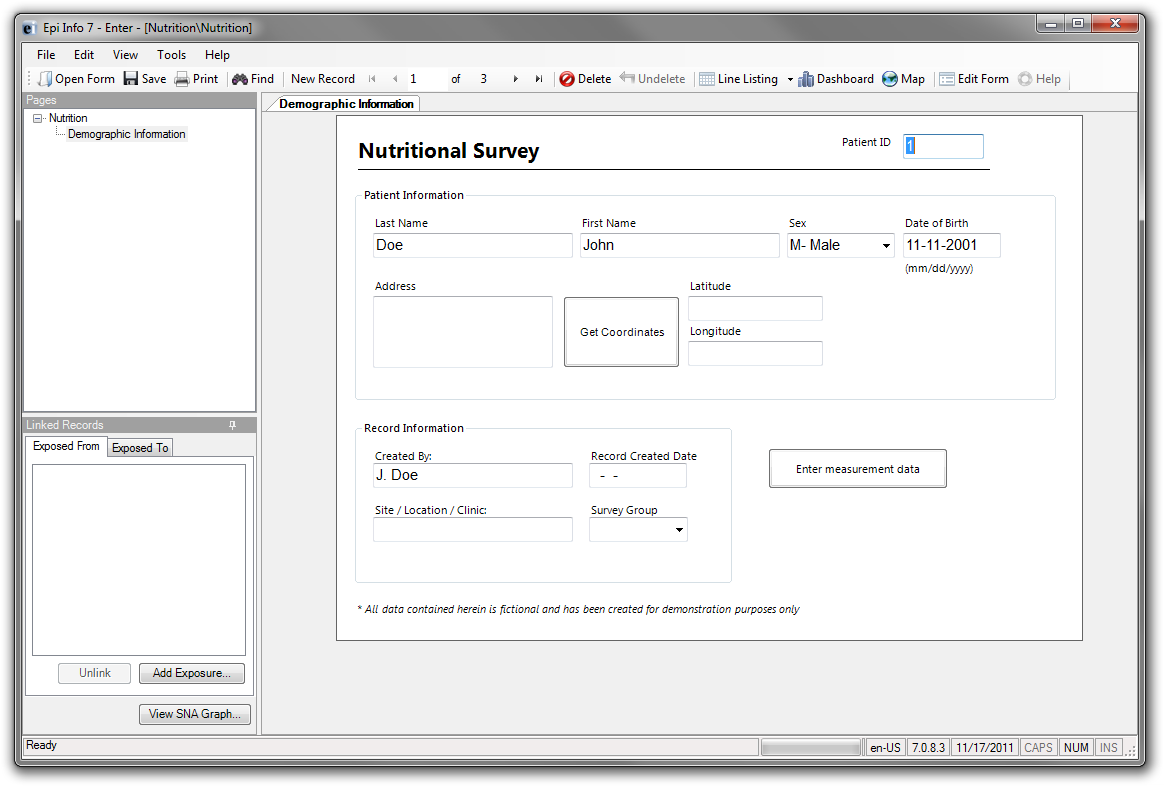 Epi Info 7 - Enter - [Nutrition\Nutrition]
File Edit View Tools Help
Open Form Save Print Find New Record 1 of 3 Delete Undelete Line Listing Dashboard Map Edit Form Help
Pages
Nutrition
Demographic Information
Linked Records
Exposed From Exposed To
Unlink Add Exposure...
View SNA Graph...
Demographic Information
Nutritional Survey Patient ID 1
Patient Information
Last Name First Name Sex Date of Birth
Doe John M- Male 11-11-2001
(mm/dd/yyyy)
Address Latitude
Get Coordinates
Longitude
Record Information
Created By: Record Created Date
J. Doe - -
Enter measurement data
Site / Location / Clinic: Survey Group
* All data contained herein is fictional and has been created for demonstration purposes only
Ready en-US 7.0.8.3 11/17/2011 CAPS NUM INS